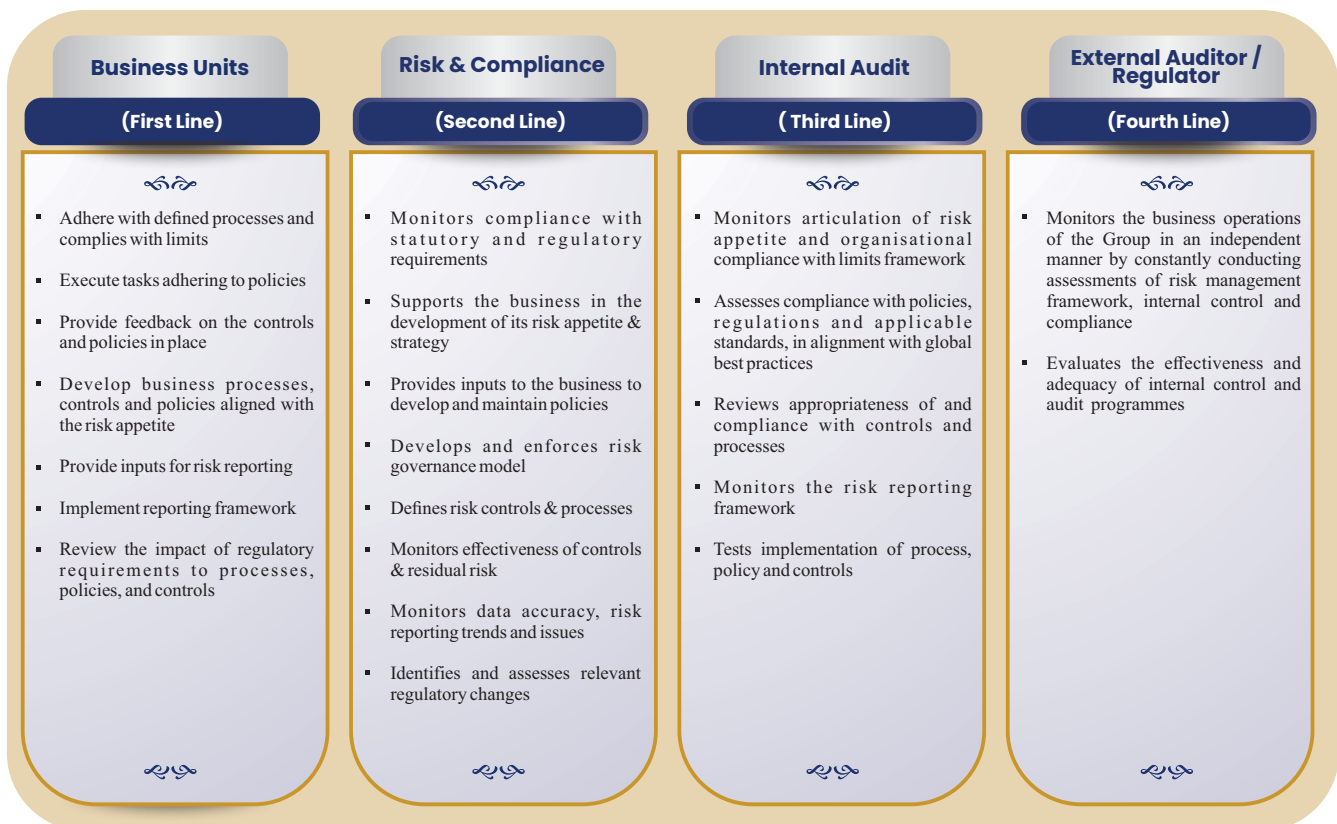 Business Units
(First Line)
▪ Adhere with defined processes and
complies with limits
▪ Execute tasks adhering to policies
▪ Provide feedback on the controls
and policies in place
▪ Develop business processes,
controls and policies aligned with
the risk appetite
▪ Provide inputs for risk reporting
▪ Implement reporting framework
▪ Review the impact of regulatory
requirements to processes,
policies, and controls
Risk & Compliance
(Second Line)
▪ Monitors compliance with
statutory and regulatory
requirements
▪ Supports the business in the
development of its risk appetite &
strategy
▪ Provides inputs to the business to
develop and maintain policies
▪ Develops and enforces risk
governance model
▪ Defines risk controls & processes
▪ Monitors effectiveness of controls
& residual risk
▪ Monitors data accuracy, risk
reporting trends and issues
▪ Identifies and assesses relevant
regulatory changes
Internal Audit
( Third Line)
▪ Monitors articulation of risk
appetite and organisational
compliance with limits framework
▪ Assesses compliance with policies,
regulations and applicable
standards, in alignment with global
best practices
▪ Reviews appropriateness of and
compliance with controls and
processes
▪ Monitors the risk reporting
framework
▪ Tests implementation of process,
policy and controls
External Auditor /
Regulator
(Fourth Line)
▪ Monitors the business operations
of the Group in an independent
manner by constantly conducting
assessments of risk management
framework, internal control and
compliance
▪ Evaluates the effectiveness and
adequacy of internal control and
audit programmes